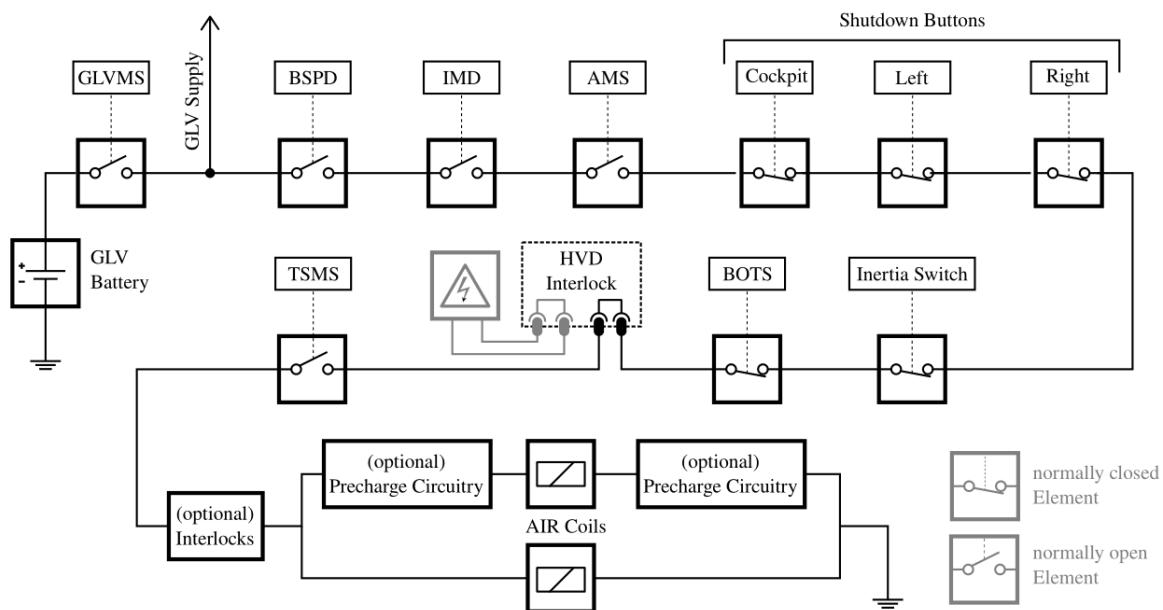 Shutdown Buttons
GLVMS
GLV Supply
BSPD
IMD
AMS
Cockpit
Left
Right
+
-
GLV
Battery
TSMS
HVD
Interlock
BOTS
Inertia Switch
(optional)
Precharge Circuitry
(optional)
Precharge Circuitry
(optional)
Interlocks
AIR Coils
normally closed
Element
normally open
Element